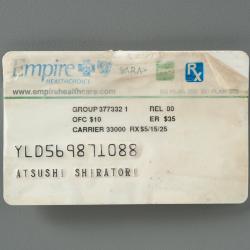 Empire
HEALTHCHOICE
Rx
www.empirehealthcare.com
GROUP 377332 1 REL 00
OFC $10 ER $35
CARRIER 33000 RX$5/15/25
YLD569871088
ATSUSHI SHIRATORI